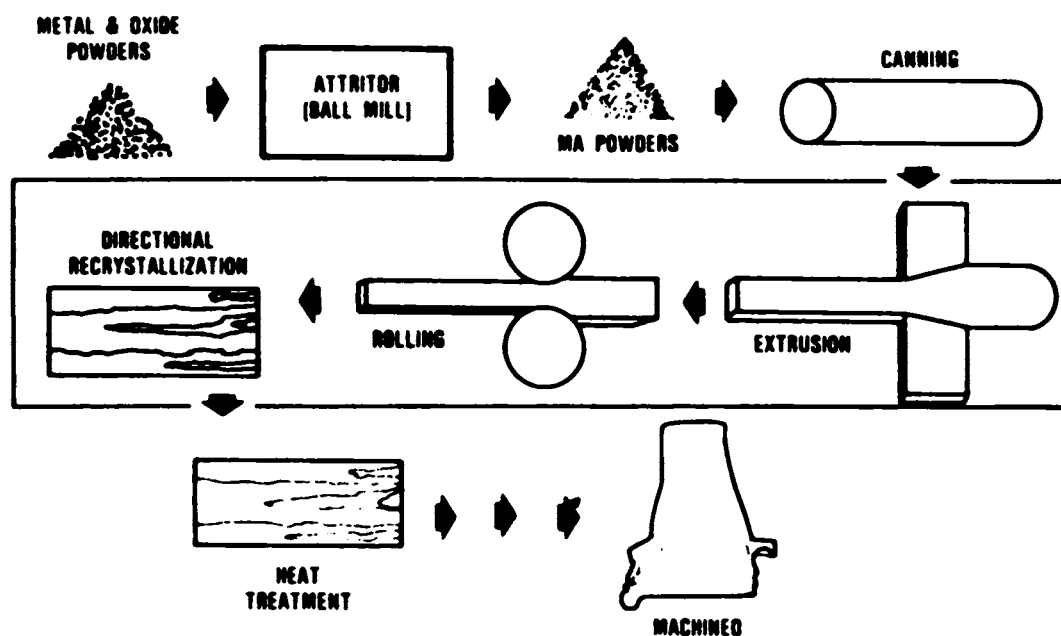 METAL & OXIDE
POWDERS
ATTRITOR
(BALL MILL)
MA POWDERS
CANNING
DIRECTIONAL
RECRYSTALLIZATION
ROLLING
EXTRUSION
HEAT
TREATMENT
MACHINED